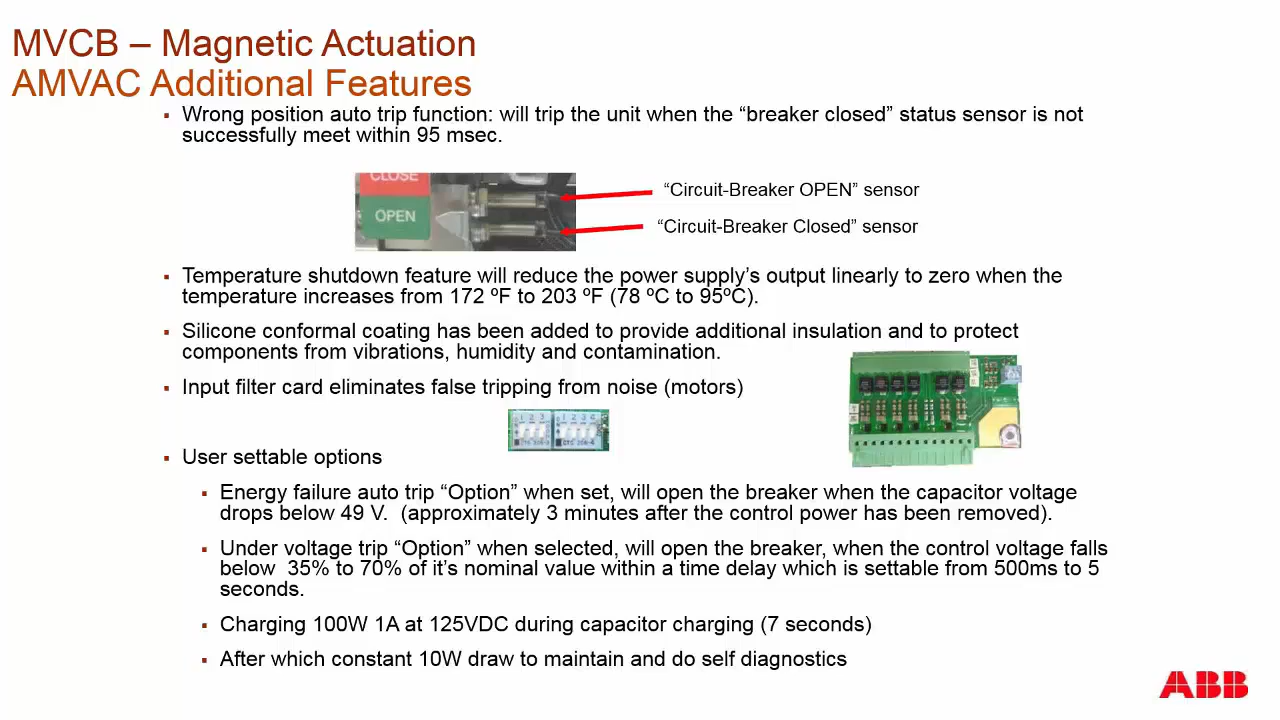 MVCB – Magnetic Actuation
AMVAC Additional Features
▪ Wrong position auto trip function: will trip the unit when the “breaker closed” status sensor is not
successfully meet within 95 msec.
CLOSE
OPEN
“Circuit-Breaker OPEN” sensor
“Circuit-Breaker Closed” sensor
▪ Temperature shutdown feature will reduce the power supply’s output linearly to zero when the
temperature increases from 172 ºF to 203 ºF (78 ºC to 95ºC).
▪ Silicone conformal coating has been added to provide additional insulation and to protect
components from vibrations, humidity and contamination.
▪ Input filter card eliminates false tripping from noise (motors)
1 2 3
1 2 3 4
▪ User settable options
▪ Energy failure auto trip “Option” when set, will open the breaker when the capacitor voltage
drops below 49 V. (approximately 3 minutes after the control power has been removed).
▪ Under voltage trip “Option” when selected, will open the breaker, when the control voltage falls
below 35% to 70% of it’s nominal value within a time delay which is settable from 500ms to 5
seconds.
▪ Charging 100W 1A at 125VDC during capacitor charging (7 seconds)
▪ After which constant 10W draw to maintain and do self diagnostics
ABB